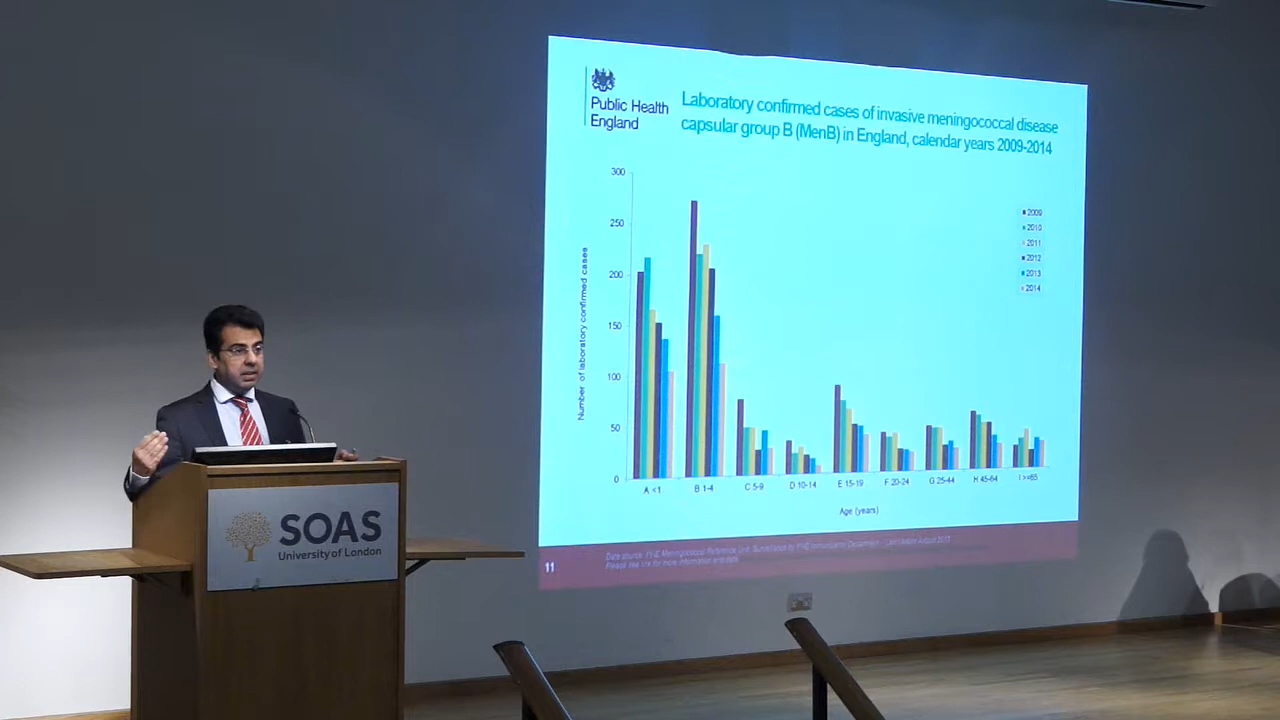 Public Health
England
Laboratory confirmed cases of invasive meningococcal disease
capsular group B (MenB) in England, calendar years 2009-2014
300
250
200
150
100
50
0
Number of laboratory confirmed cases
2009
2010
2011
2012
2013
2014
A <1
B 1-4
C 5-9
D 10-14
E 15-19
F 20-24
G 25-44
H 45-64
I >=65
Age (years)
11
SOAS
University of London